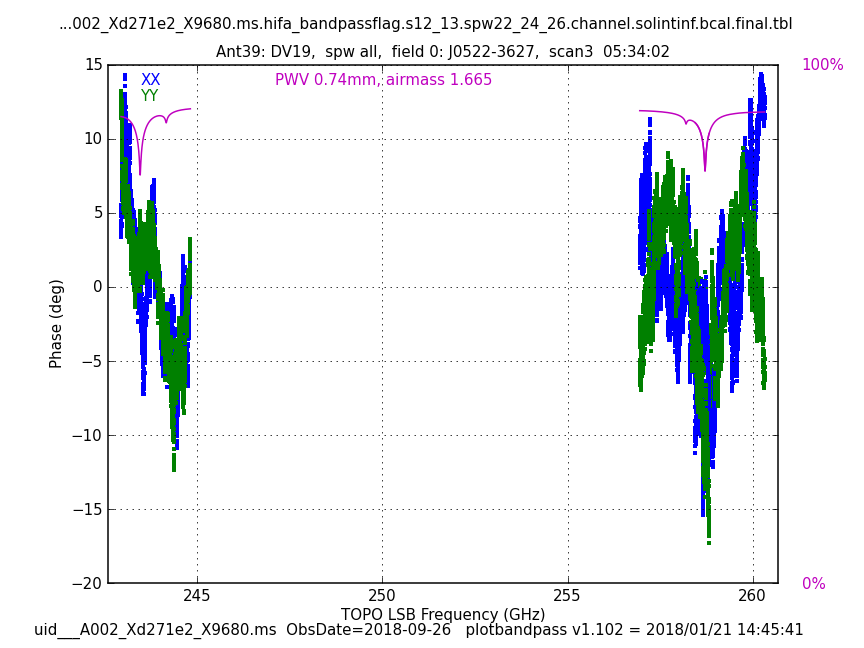 ...002_Xd271e2_X9680.ms.hifa_bandpassflag.s12_13.spw22_24_26.channel.solintinf.bcal.final.tbl
Ant39: DV19,  spw all,  field 0: J0522-3627,  scan3  05:34:02
15
100%
XX
PWV 0.74mm, airmass 1.665
YY
10
5
0
Phase (deg)
−5
−10
−15
−20
0%
245
250
255
260
TOPO LSB Frequency (GHz)
uid___A002_Xd271e2_X9680.ms  ObsDate=2018-09-26   plotbandpass v1.102 = 2018/01/21 14:45:41